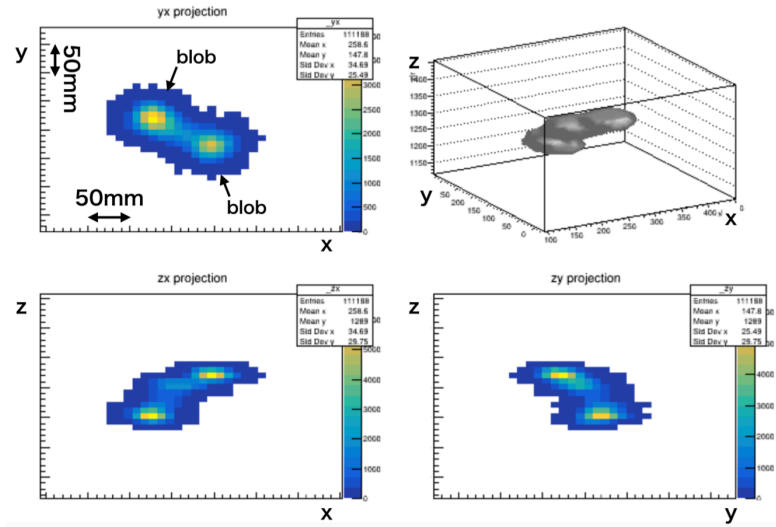 yx projection
_yx
Entries 111188
Mean x 258.6
Mean y 147.8
Std Dev x 34.69
Std Dev y 25.49
y
50mm
blob
3000
2500
2000
1500
1000
500
0
50mm
blob
x
z
1400
1350
1300
1250
1200
1150
y
50
200
150
100
50
0
100
150
200
250
300
350
400
x
zx projection
_zx
Entries 111188
Mean x 258.6
Mean y 1289
Std Dev x 34.69
Std Dev y 29.75
z
5000
4000
3000
2000
1000
0
x
zy projection
_zy
Entries 111188
Mean x 147.8
Mean y 1289
Std Dev x 25.49
Std Dev y 29.75
z
4000
3000
2000
1000
0
y